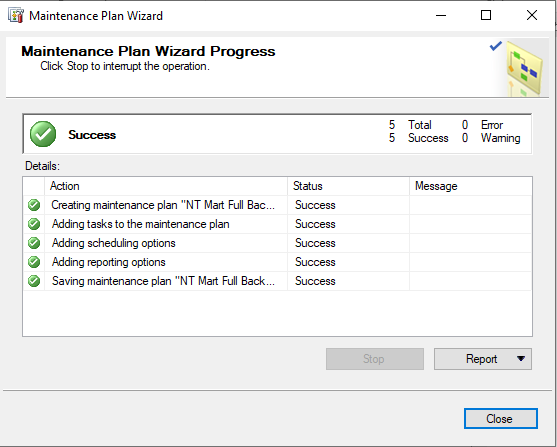 Maintenance Plan Wizard
Maintenance Plan Wizard Progress
Click Stop to interrupt the operation.
Success
5 Total 0 Error
5 Success 0 Warning
Details:
Action Status Message
Creating maintenance plan "NT Mart Full Bac... Success
Adding tasks to the maintenance plan Success
Adding scheduling options Success
Adding reporting options Success
Saving maintenance plan "NT Mart Full Back... Success
Stop Report
Close